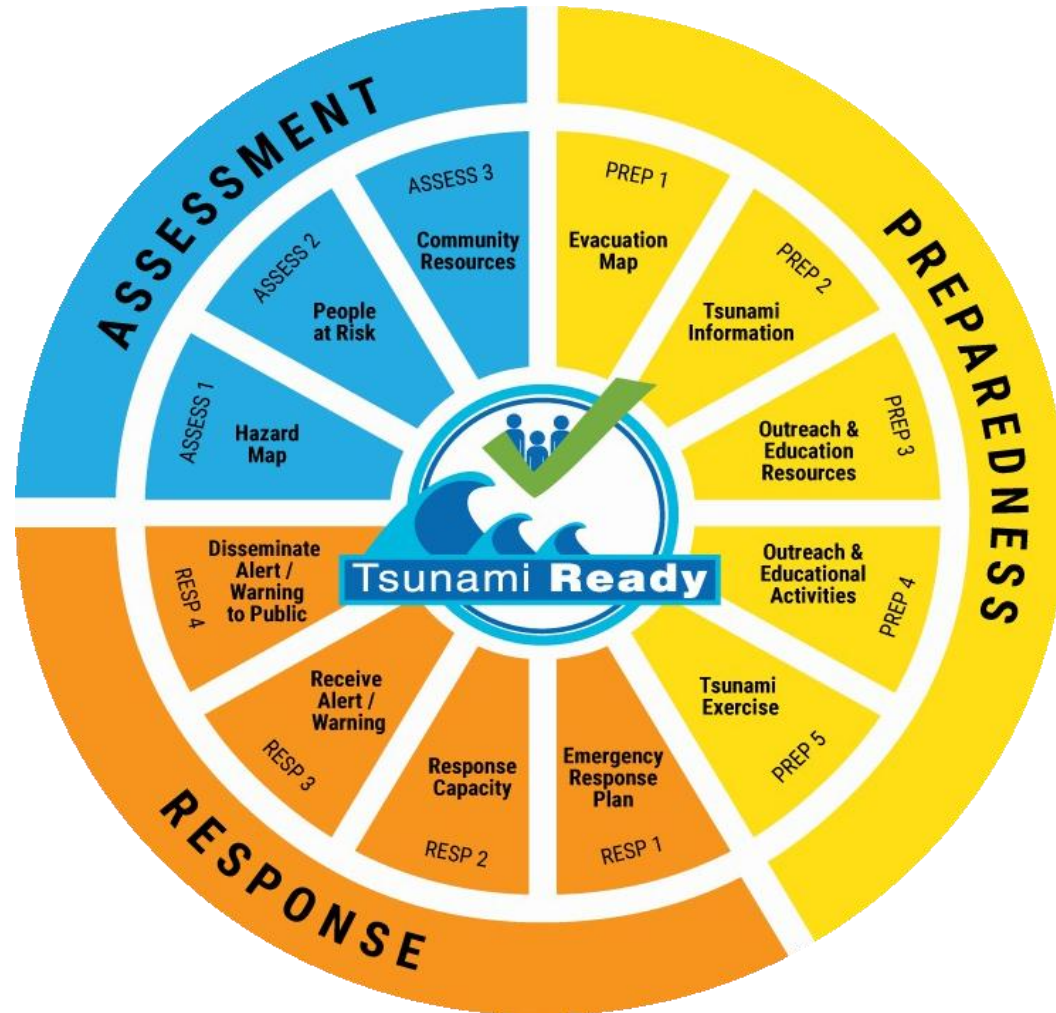 ASSESSMENT
ASSESS 1
Hazard
Map
ASSESS 2
People
at Risk
ASSESS 3
Community
Resources
PREPAREDNESS
PREP 1
Evacuation
Map
PREP 2
Tsunami
Information
PREP 3
Outreach &
Education
Resources
PREP 4
Outreach &
Educational
Activities
PREP 5
Tsunami
Exercise
RESPONSE
RESP 1
Emergency
Response
Plan
RESP 2
Response
Capacity
RESP 3
Receive
Alert /
Warning
RESP 4
Disseminate
Alert /
Warning
to Public
Tsunami Ready